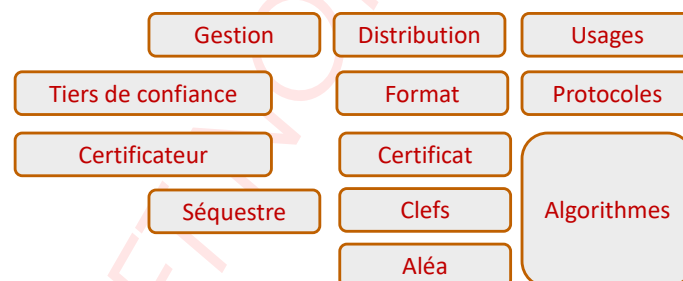 Gestion
Distribution
Usages
Tiers de confiance
Format
Protocoles
Certificateur
Certificat
Séquestre
Clefs
Algorithmes
Aléa